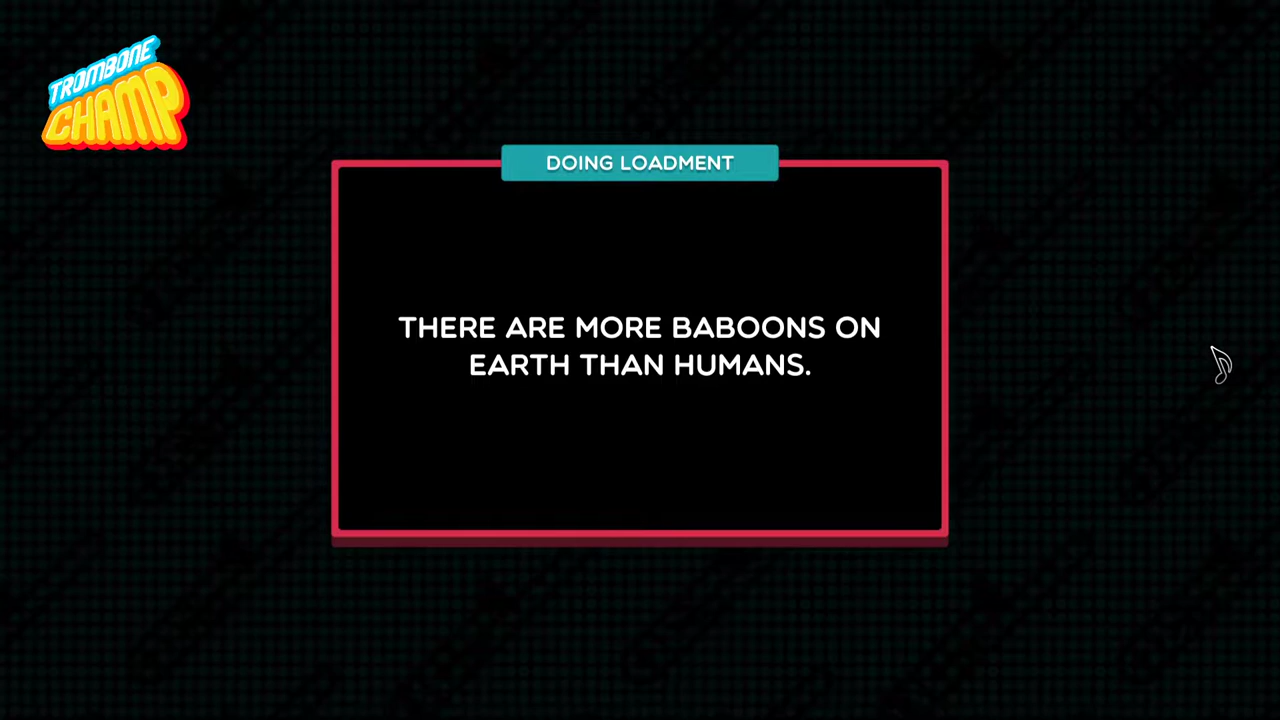 TROMBONE
CHAMP
DOING LOADMENT
THERE ARE MORE BABOONS ON
EARTH THAN HUMANS.